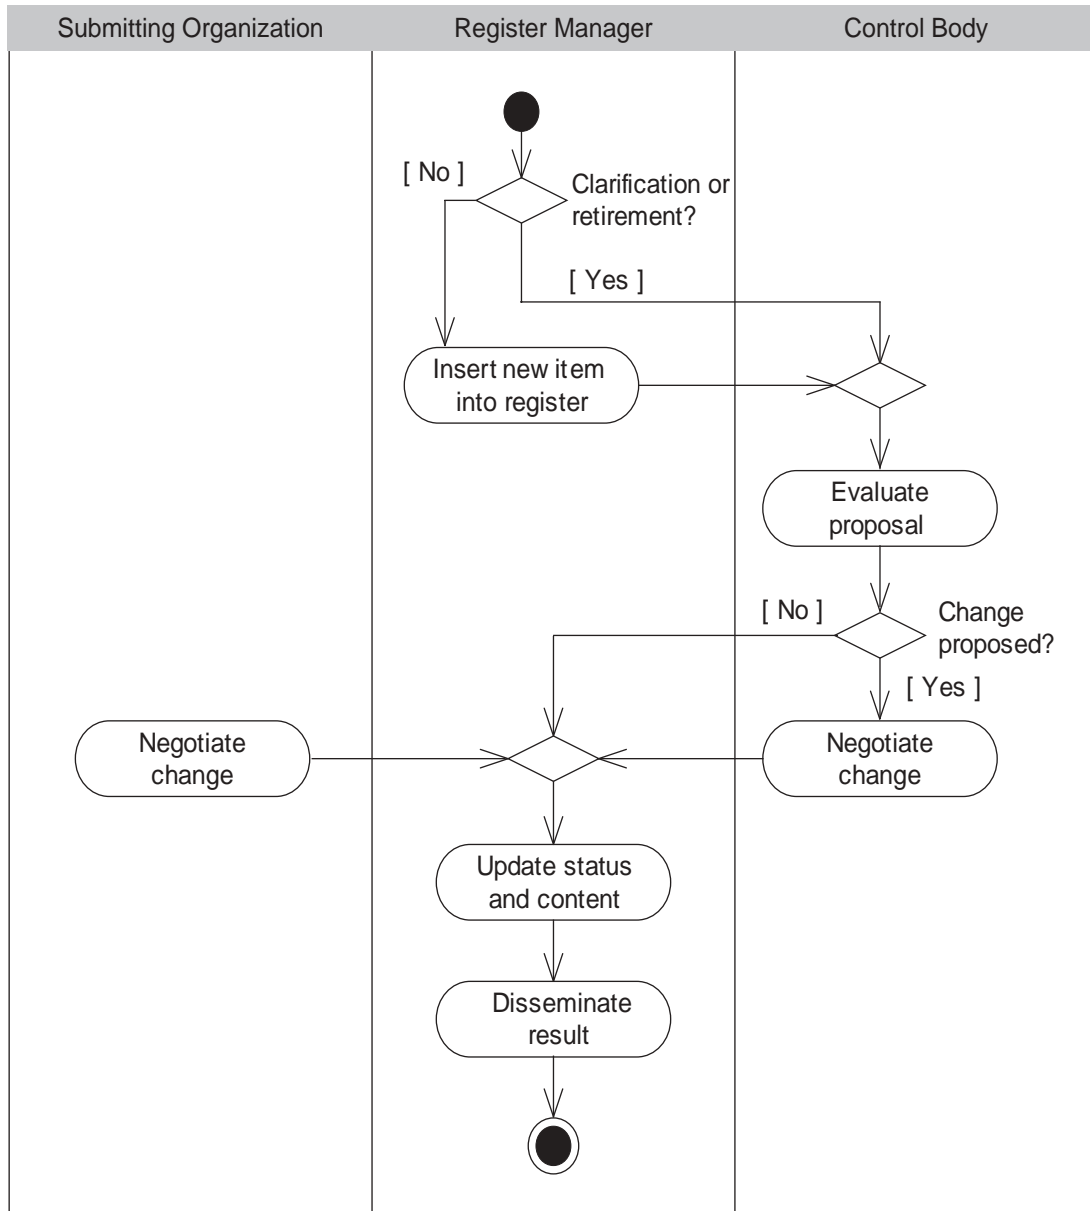 Submitting Organization
Register Manager
Control Body
[ No ]
Clarification or
retirement?
[ Yes ]
Insert new item
into register
Evaluate
proposal
[ No ]
Change
proposed?
[ Yes ]
Negotiate
change
Negotiate
change
Update status
and content
Disseminate
result